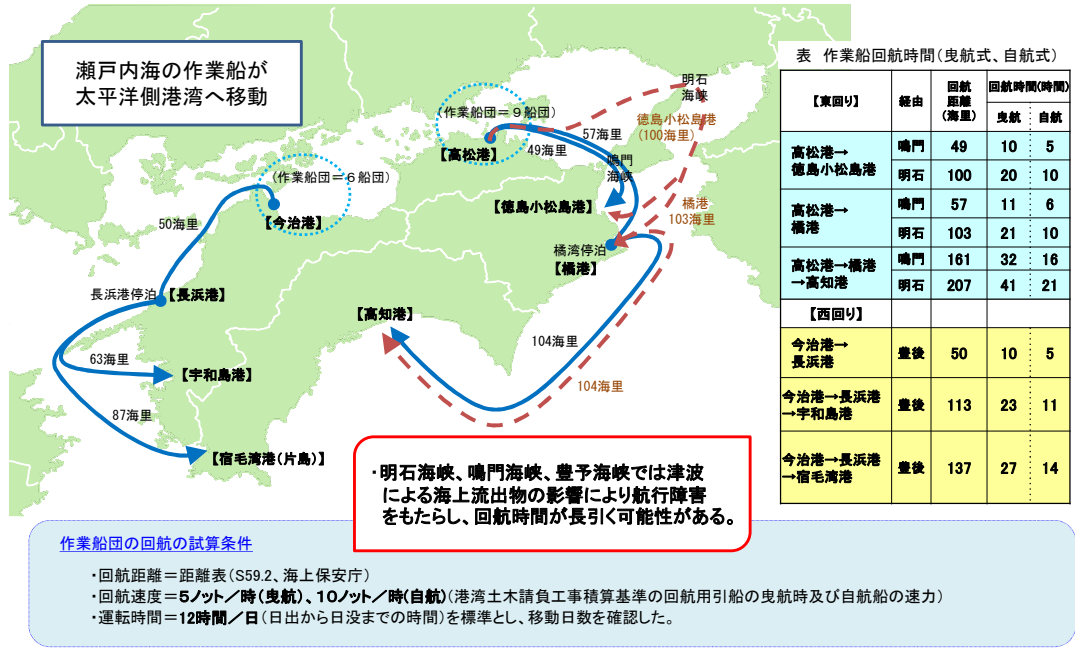 瀬戸内海の作業船が
太平洋側港湾へ移動
表 作業船回航時間(曳航式、自航式)
【東回り】 経由 回航距離(海里) 回航時間(時間)
曳航 自航
高松港→徳島小松島港 鳴門 49 10 5
明石 100 20 10
高松港→橘港 鳴門 57 11 6
明石 103 21 10
高松港→橘港→高知港 鳴門 161 32 16
明石 207 41 21
【西回り】
今治港→長浜港 豊後 50 10 5
今治港→長浜港→宇和島港 豊後 113 23 11
今治港→長浜港→宿毛湾港 豊後 137 27 14
明石
海峡
(作業船団=9船団)
徳島小松島港
(100海里)
57海里
49海里
【高松港】
鳴門
海峡
(作業船団=6船団)
【徳島小松島港】
橘港
103海里
【今治港】
50海里
橘湾停泊
【橘港】
長浜港停泊
【長浜港】
【高知港】
104海里
63海里
【宇和島港】
104海里
87海里
【宿毛湾港(片島)】
・明石海峡、鳴門海峡、豊予海峡では津波
による海上流出物の影響により航行障害
をもたらし、回航時間が長引く可能性がある。
作業船団の回航の試算条件
・回航距離=距離表(S59.2、海上保安庁)
・回航速度=5ノット/時(曳航)、10ノット/時(自航)(港湾土木請負工事積算基準の回航用引船の曳航時及び自航船の速力)
・運転時間=12時間/日(日出から日没までの時間)を標準とし、移動日数を確認した。